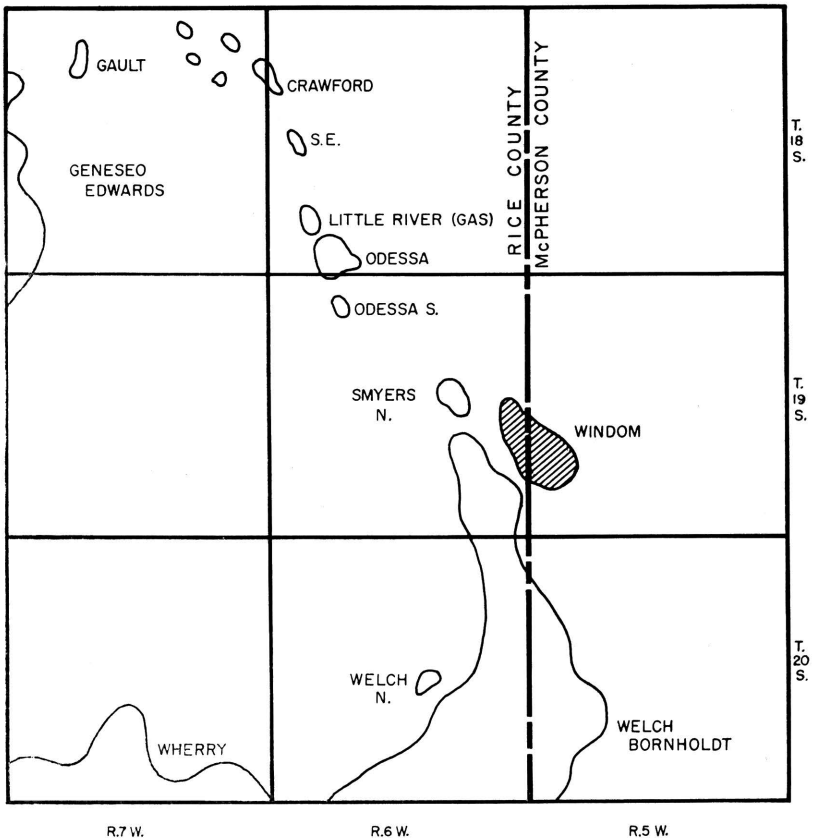 GAULT
CRAWFORD
RICE COUNTY
McPHERSON COUNTY
T.
18
S.
S.E.
GENESEO
EDWARDS
LITTLE RIVER (GAS)
ODESSA
ODESSA S.
SMYERS
N.
T.
19
S.
WINDOM
WELCH
N.
T.
20
S.
WELCH
BORNHOLDT
WHERRY
R.7 W.
R.6 W.
R.5 W.